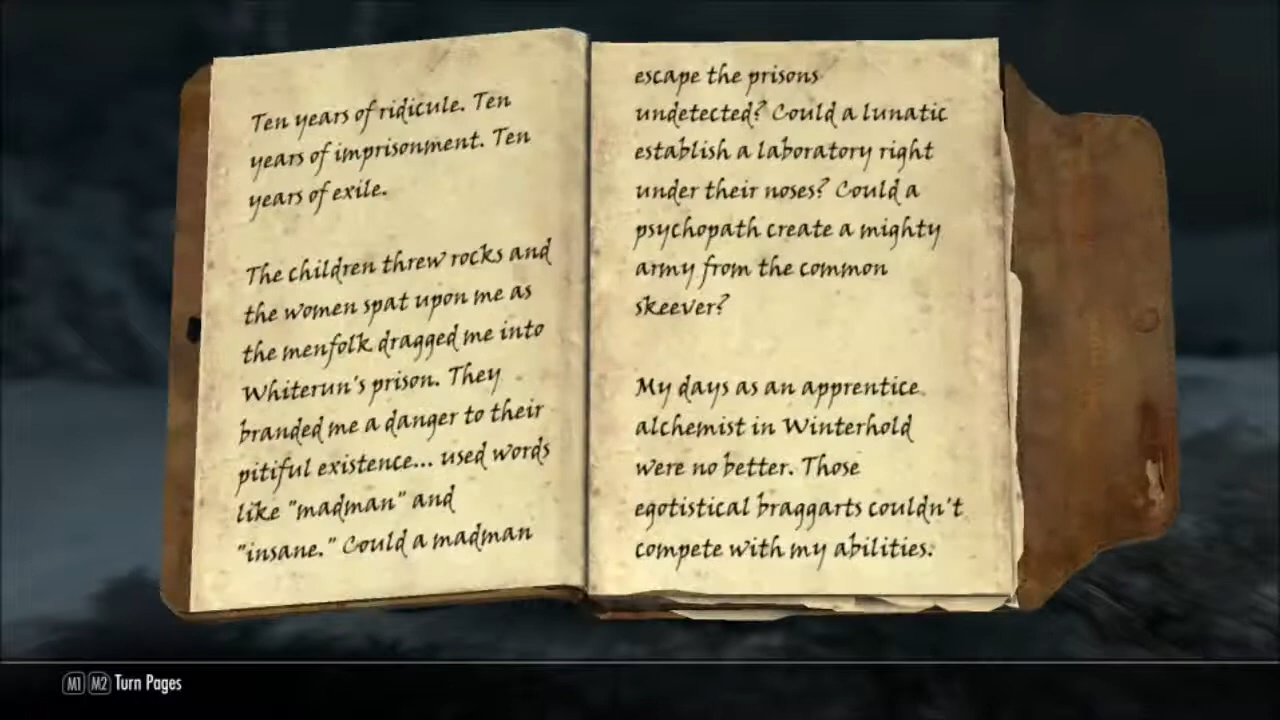 Ten years of ridicule. Ten
years of imprisonment. Ten
years of exile.
The children threw rocks and
the women spat upon me as
the menfolk dragged me into
Whiterun's prison. They
branded me a danger to their
pitiful existence... used words
like "madman" and
"insane." Could a madman
escape the prisons
undetected? Could a lunatic
establish a laboratory right
under their noses? Could a
psychopath create a mighty
army from the common
skeever?
My days as an apprentice
alchemist in Winterhold
were no better. Those
egotistical braggarts couldn't
compete with my abilities.
M1 M2 Turn Pages